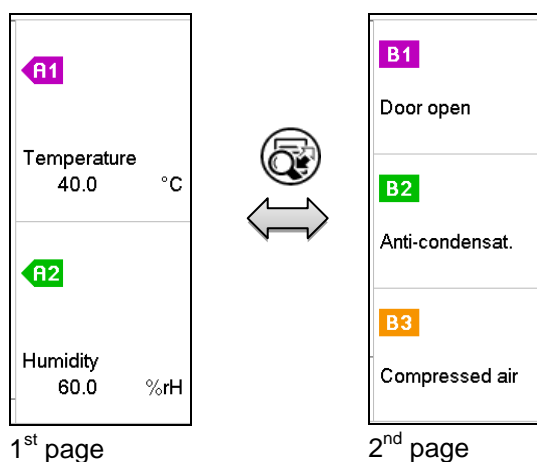 A1
Temperature
40.0 °C
A2
Humidity
60.0 %rH
1st page
B1
Door open
B2
Anti-condensat.
B3
Compressed air
2nd page